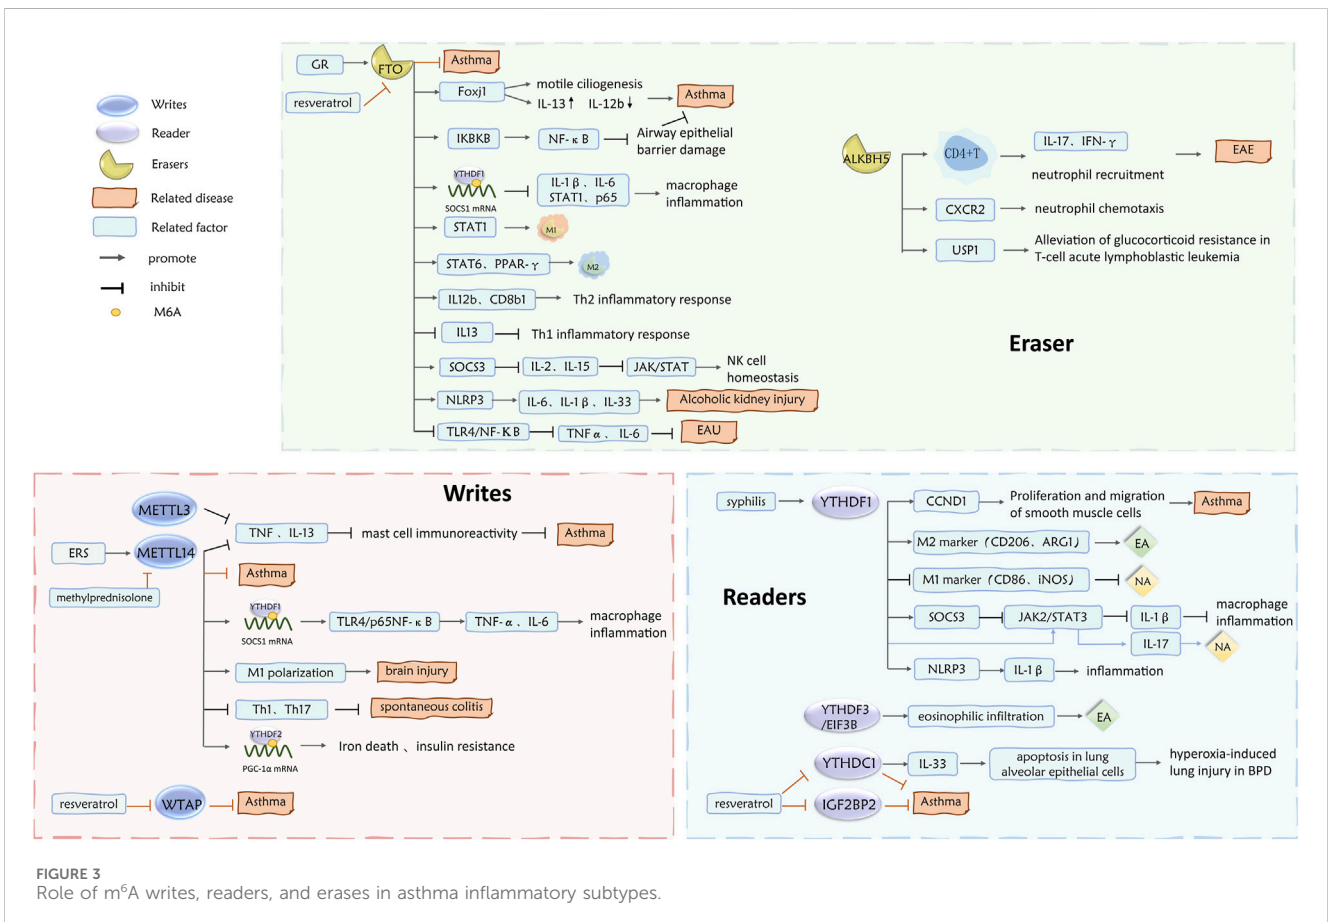 Writes
Reader
Erasers
Related disease
Related factor
promote
inhibit
M6A
GR
FTO
Asthma
resveratrol
Foxj1
motile ciliogenesis
IL-13↑ IL-12b↓
Asthma
IKBKB
NF-κB
Airway epithelial
barrier damage
YTHDF1
SOCS1 mRNA
IL-1β、IL-6
STAT1、p65
macrophage
inflammation
STAT1
M1
STAT6、PPAR-γ
M2
IL12b、CD8b1
Th2 inflammatory response
IL13
Th1 inflammatory response
SOCS3
IL-2、IL-15
JAK/STAT
NK cell
homeostasis
NLRP3
IL-6、IL-1β、IL-33
Alcoholic kidney injury
TLR4/NF-κB
TNFα、IL-6
EAU
ALKBH5
CD4+T
IL-17、IFN-γ
neutrophil recruitment
EAE
CXCR2
neutrophil chemotaxis
USP1
Alleviation of glucocorticoid resistance in
T-cell acute lymphoblastic leukemia
Eraser
Writes
METTL3
METTL14
ERS
methylprednisolone
TNF、IL-13
mast cell immunoreactivity
Asthma
Asthma
YTHDF1
SOCS1 mRNA
TLR4/p65NF-κB
TNF-α、IL-6
macrophage
inflammation
M1 polarization
brain injury
Th1、Th17
spontaneous colitis
YTHDF2
PGC-1α mRNA
Iron death 、insulin resistance
resveratrol
WTAP
Asthma
Readers
syphilis
YTHDF1
CCND1
Proliferation and migration
of smooth muscle cells
Asthma
M2 marker（CD206、ARG1）
EA
M1 marker（CD86、iNOS）
NA
SOCS3
JAK2/STAT3
IL-1β
macrophage
inflammation
IL-17
NA
NLRP3
IL-1β
inflammation
YTHDF3
/EIF3B
eosinophilic infiltration
EA
YTHDC1
IL-33
apoptosis in lung
alveolar epithelial cells
hyperoxia-induced
lung injury in BPD
resveratrol
IGF2BP2
Asthma
FIGURE 3
Role of m⁶A writes, readers, and erases in asthma inflammatory subtypes.